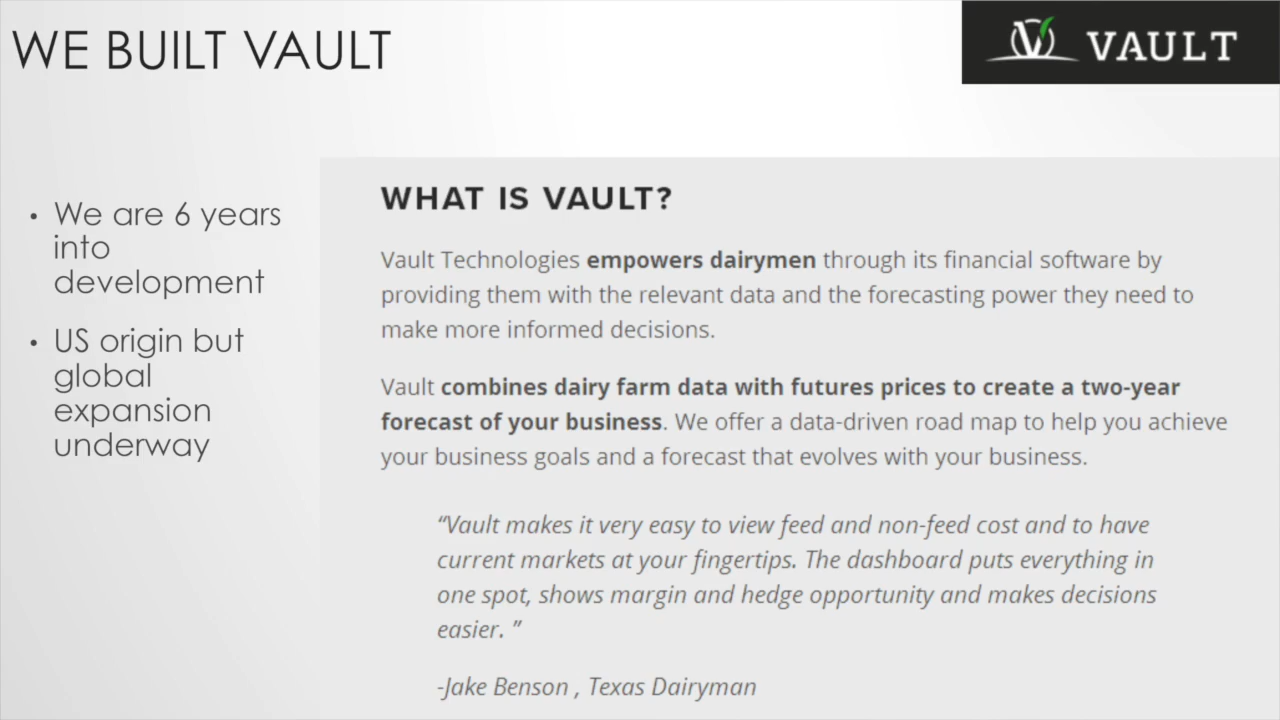 WE BUILT VAULT
VAULT
• We are 6 years
into
development
• US origin but
global
expansion
underway
WHAT IS VAULT?
Vault Technologies empowers dairymen through its financial software by
providing them with the relevant data and the forecasting power they need to
make more informed decisions.
Vault combines dairy farm data with futures prices to create a two-year
forecast of your business. We offer a data-driven road map to help you achieve
your business goals and a forecast that evolves with your business.
“Vault makes it very easy to view feed and non-feed cost and to have
current markets at your fingertips. The dashboard puts everything in
one spot, shows margin and hedge opportunity and makes decisions
easier. ”
-Jake Benson , Texas Dairyman